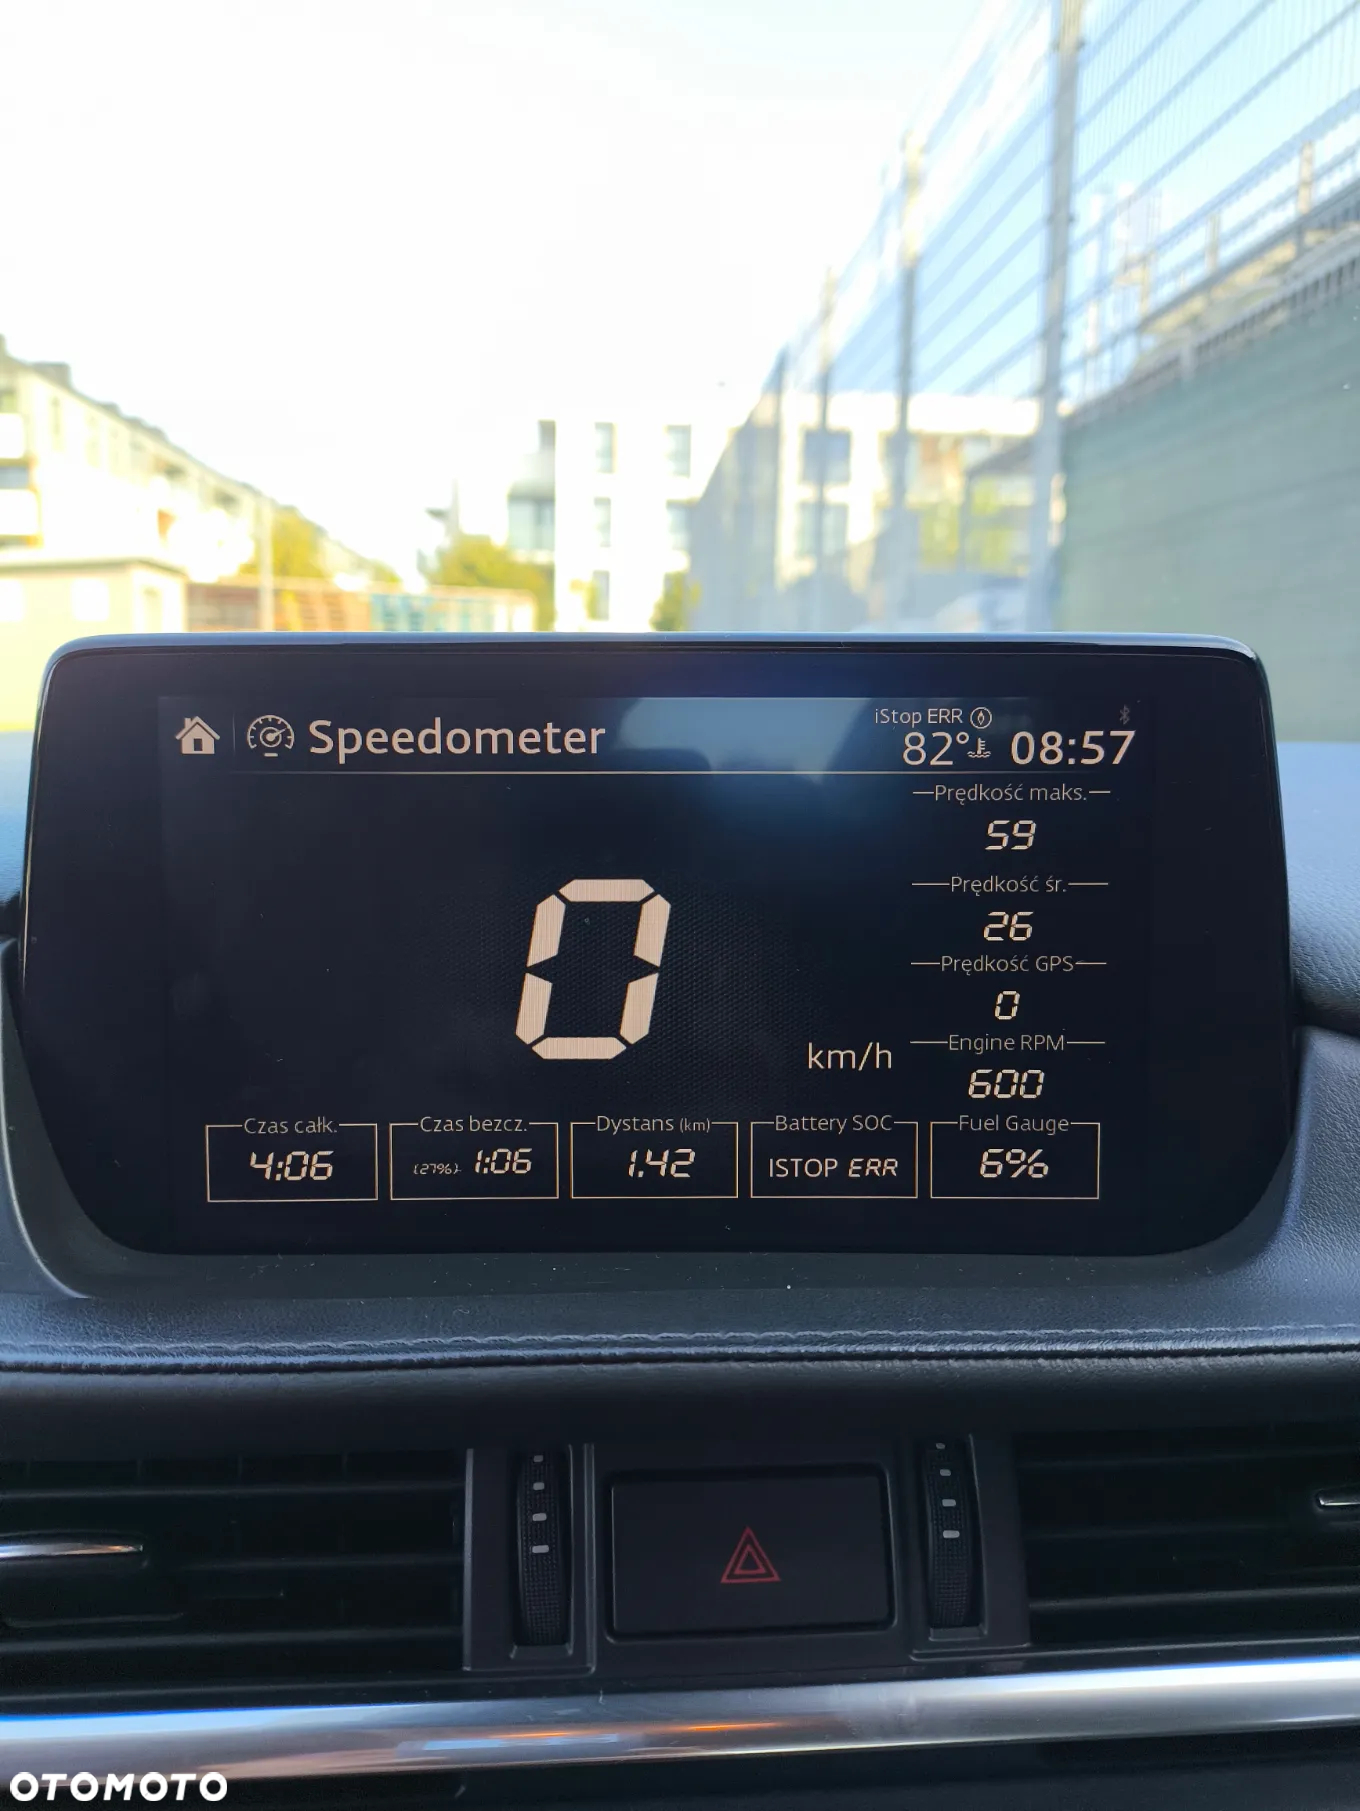 Speedometer
iStop ERR
82° 08:57
Prędkość maks.
59
Prędkość śr.
26
Prędkość GPS
0
Engine RPM
600
0
km/h
Czas całk.
4:06
Czas bezcz.
(27%) 1:06
Dystans (km)
1.42
Battery SOC
ISTOP ERR
Fuel Gauge
6%
OTOMOTO